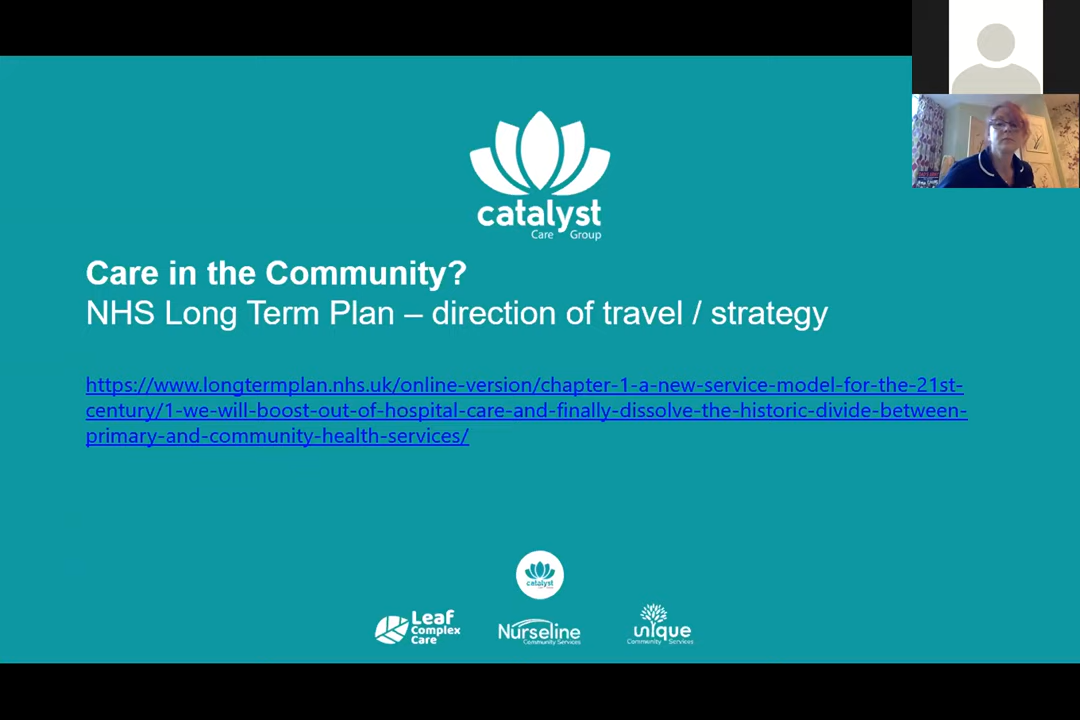 catalyst
Care Group
Care in the Community?
NHS Long Term Plan – direction of travel / strategy
https://www.longtermplan.nhs.uk/online-version/chapter-1-a-new-service-model-for-the-21st-
century/1-we-will-boost-out-of-hospital-care-and-finally-dissolve-the-historic-divide-between-
primary-and-community-health-services/
catalyst
Leaf
Complex
Care
Nurseline
Community Services
unique
Community Services